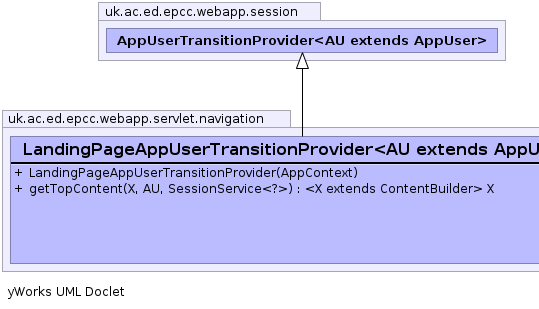 uk.ac.ed.epcc.webapp.session
AppUserTransitionProvider<AU extends AppUser>
uk.ac.ed.epcc.webapp.servlet.navigation
LandingPageAppUserTransitionProvider<AU extends AppU
+ LandingPageAppUserTransitionProvider(AppContext)
+ getTopContent(X, AU, SessionService<?>) : <X extends ContentBuilder> X
yWorks UML Doclet